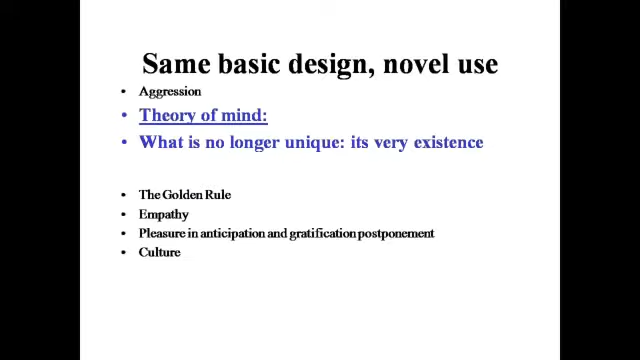 Same basic design, novel use
• Aggression
• Theory of mind:
• What is no longer unique: its very existence
• The Golden Rule
• Empathy
• Pleasure in anticipation and gratification postponement
• Culture